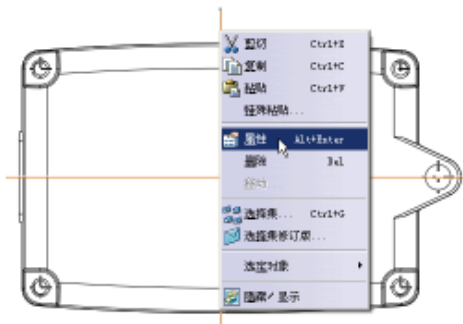 剪切 Ctrl+X
复制 Ctrl+C
粘贴 Ctrl+V
特殊粘贴...
属性 Alt+Enter
删除 Del
选择集... Ctrl+G
选择集修订版...
选定对象
隐藏/显示